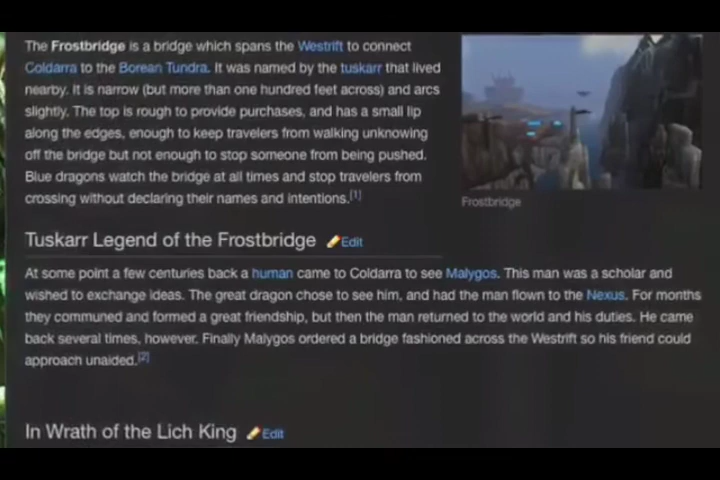 The Frostbridge is a bridge which spans the Westrift to connect
Coldarra to the Borean Tundra. It was named by the tuskarr that lived
nearby. It is narrow (but more than one hundred feet across) and arcs
slightly. The top is rough to provide purchases, and has a small lip
along the edges, enough to keep travelers from walking unknowing
off the bridge but not enough to stop someone from being pushed.
Blue dragons watch the bridge at all times and stop travelers from
crossing without declaring their names and intentions.[1]
Frostbridge
Tuskarr Legend of the Frostbridge Edit
At some point a few centuries back a human came to Coldarra to see Malygos. This man was a scholar and
wished to exchange ideas. The great dragon chose to see him, and had the man flown to the Nexus. For months
they communed and formed a great friendship, but then the man returned to the world and his duties. He came
back several times, however. Finally Malygos ordered a bridge fashioned across the Westrift so his friend could
approach unaided.[2]
In Wrath of the Lich King Edit